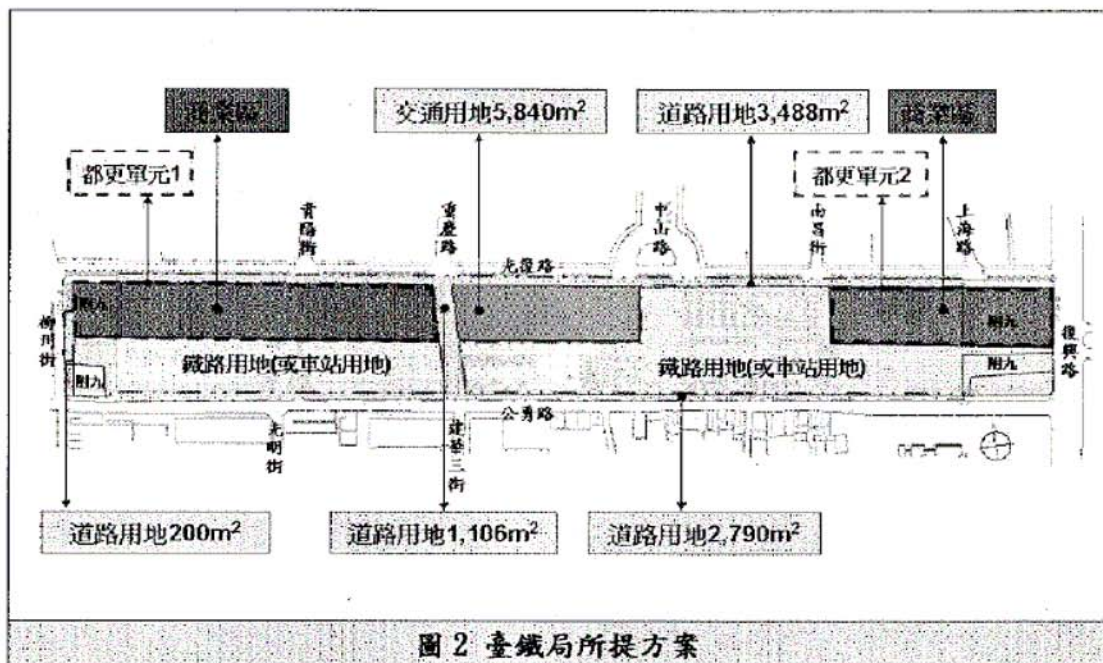 商業區
交通用地5,840m²
道路用地3,488m²
商業區
都更單元1
都更單元2
貴陽街
重慶路
中山路
南昌街
上海路
光復路
柳川街
附九
附九
復興路
鐵路用地(或車站用地)
鐵路用地(或車站用地)
附九
附九
公勇路
光明街
建華三街
道路用地200m²
道路用地1,106m²
道路用地2,790m²
圖 2 臺鐵局所提方案